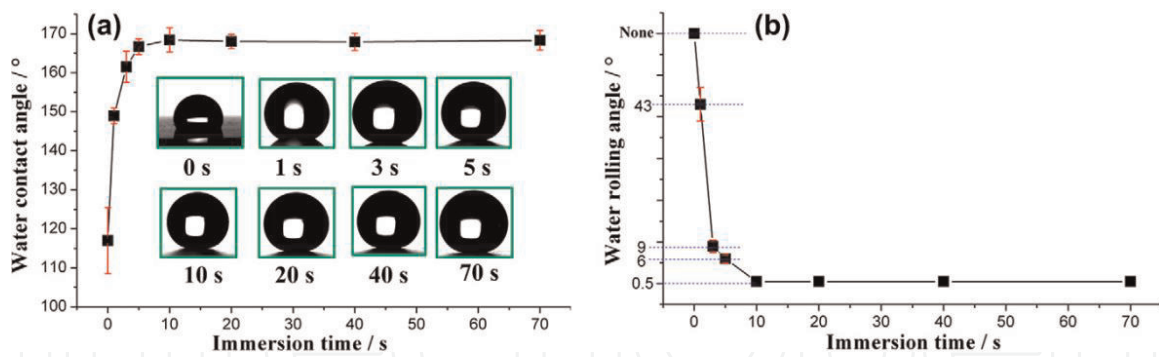 (a)
Water contact angle / °
170
160
150
140
130
120
110
100
0 s
1 s
3 s
5 s
10 s
20 s
40 s
70 s
0 10 20 30 40 50 60 70
Immersion time / s
(b)
Water rolling angle / °
None
43
9
6
0.5
0 10 20 30 40 50 60 70
Immersion time / s